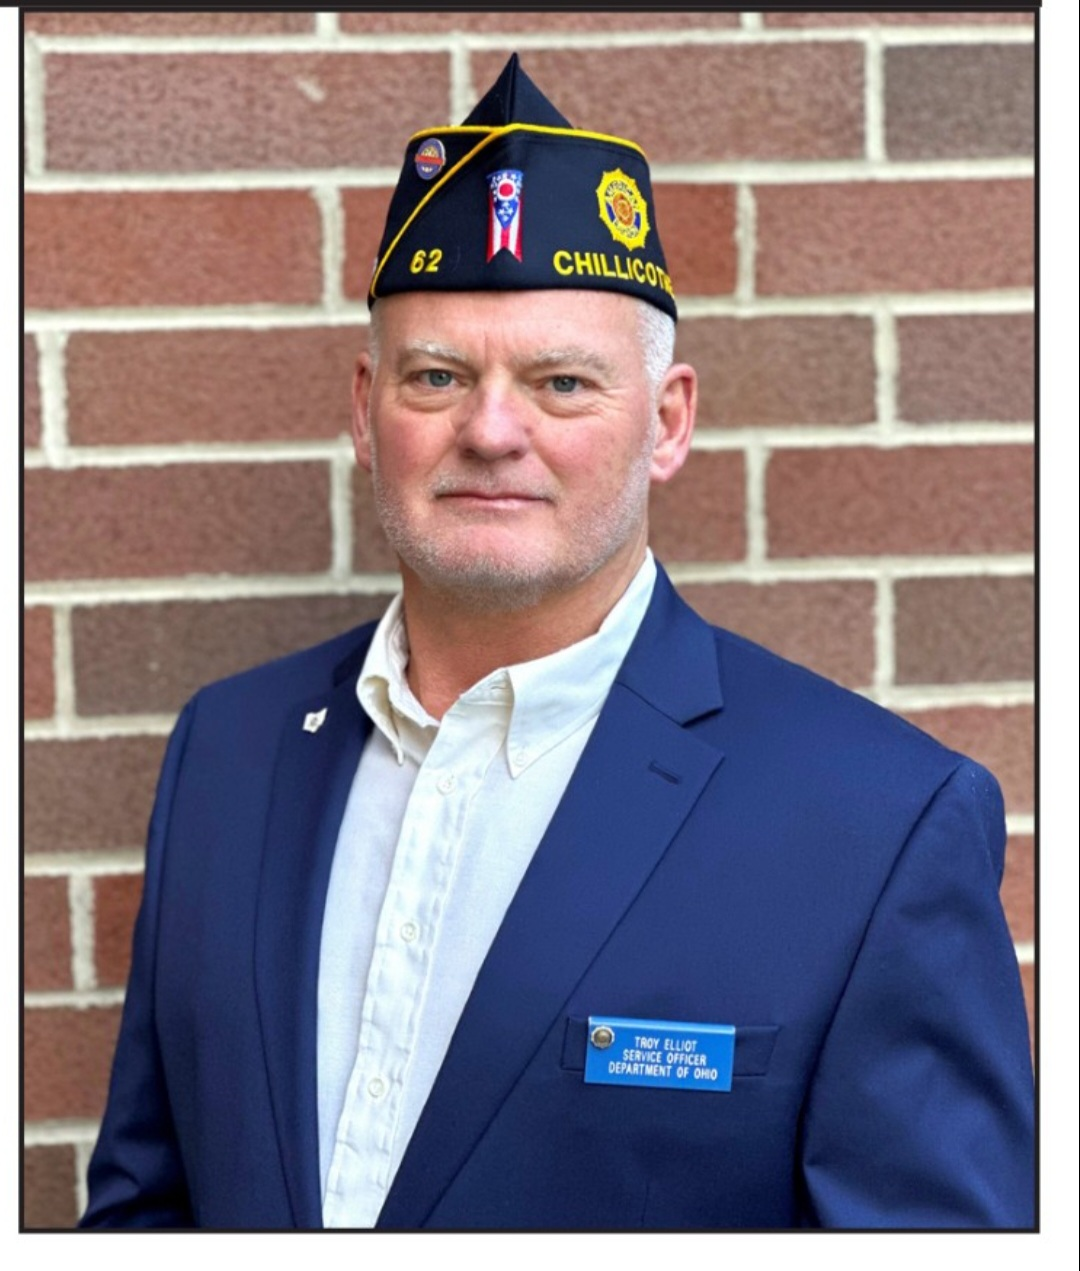 62
CHILLICOTHE
TROY ELLIOT
SERVICE OFFICER
DEPARTMENT OF OHIO